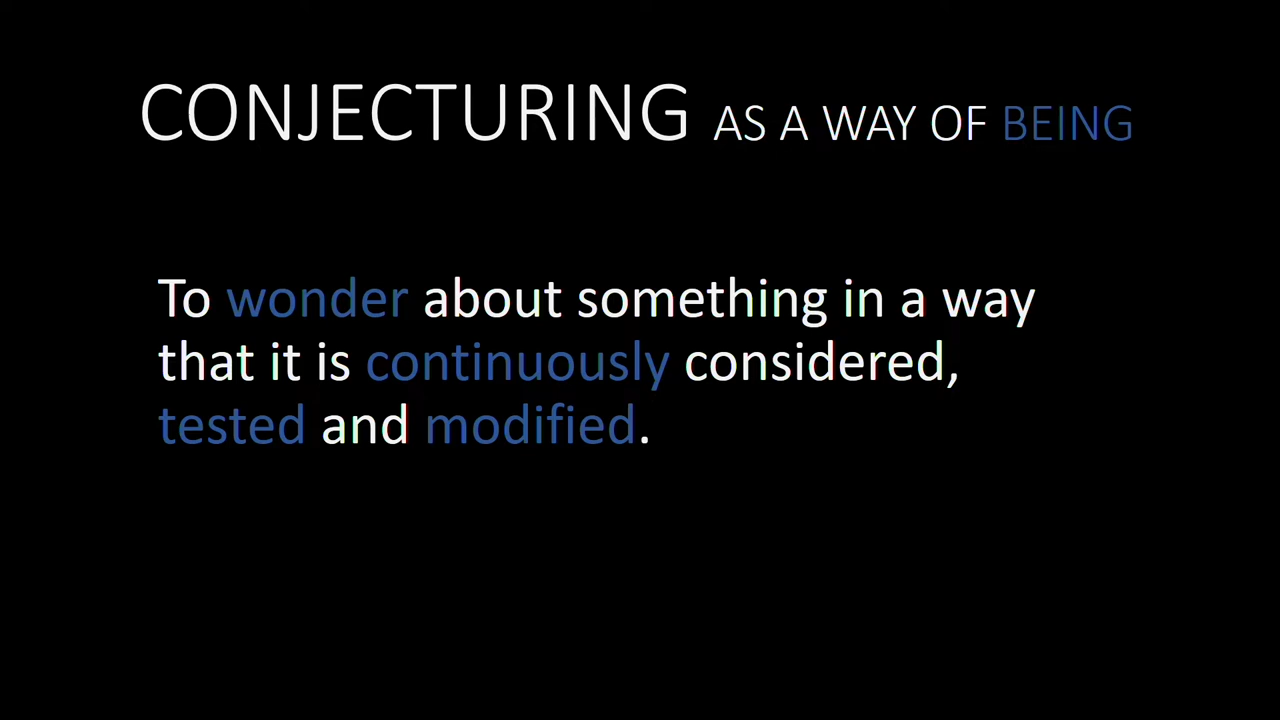 CONJECTURING AS A WAY OF BEING
To wonder about something in a way
that it is continuously considered,
tested and modified.